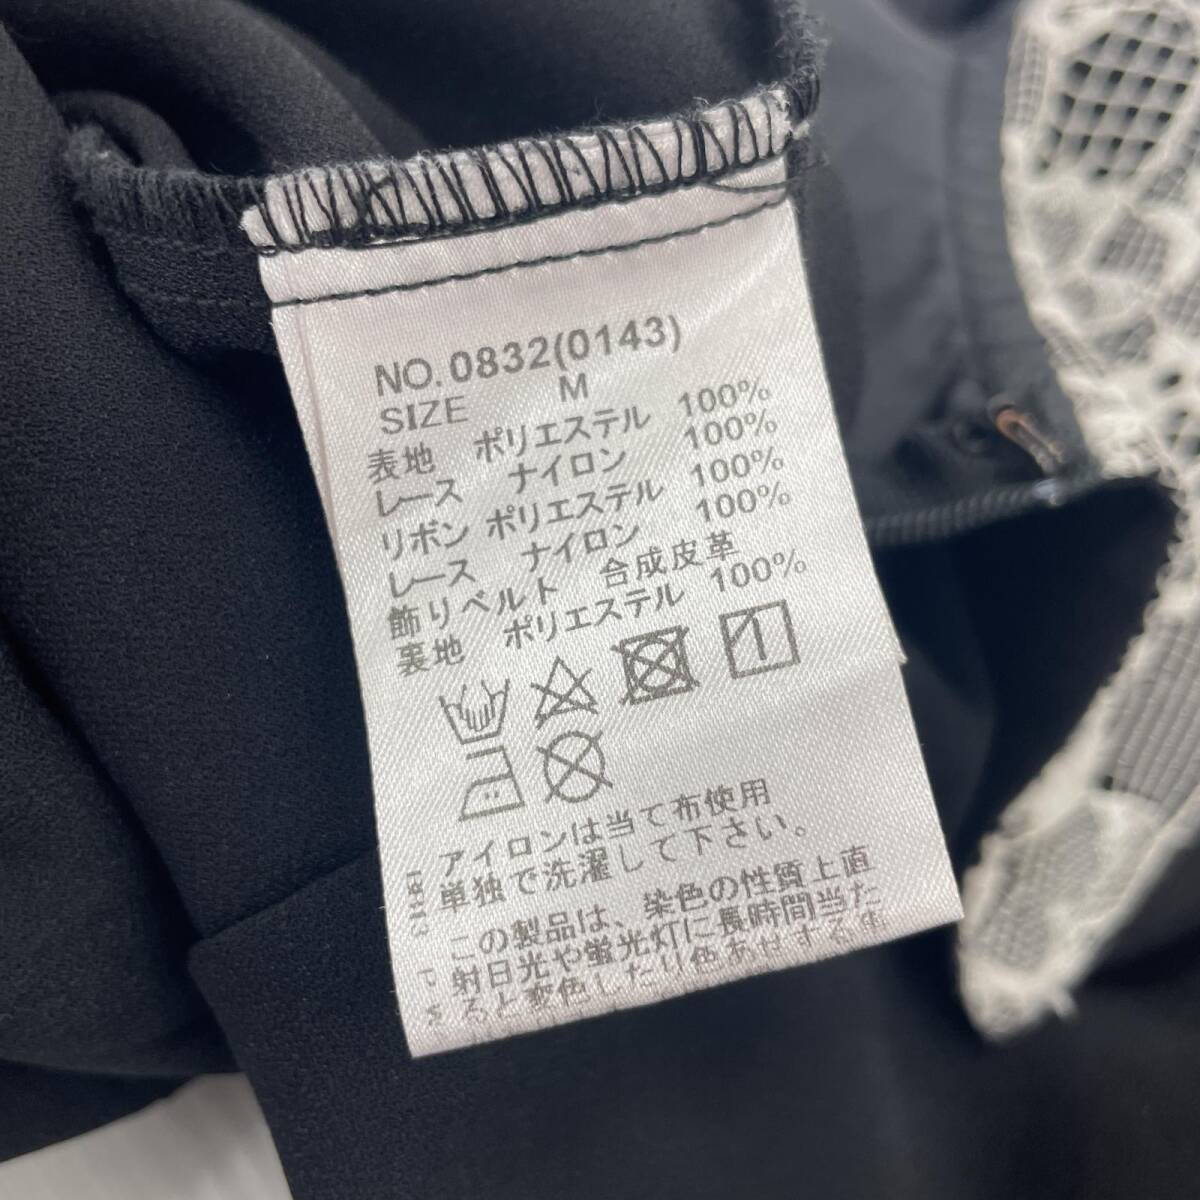 NO.0832(0143)
SIZE M
表地 ポリエステル 100%
レース ナイロン 100%
リボン ポリエステル 100%
レース ナイロン 100%
飾りベルト 合成皮革
裏地 ポリエステル 100%
アイロンは当て布使用
単独で洗濯して下さい。
この製品は、染色の性質上直
射日光や蛍光灯に長時間当た
ると変色したり色あせする事